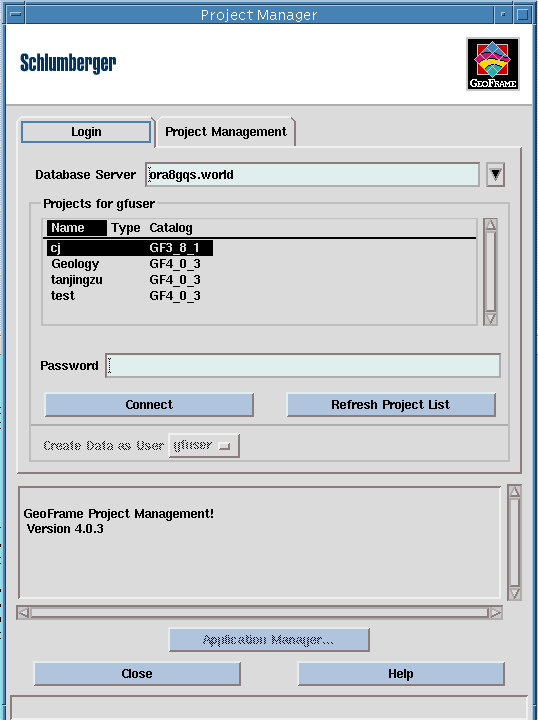 Project Manager
Schlumberger
GEOFRAME
Login Project Management
Database Server ora8gqs.world
Projects for gfuser
Name Type Catalog
cj GF3_8_1
Geology GF4_0_3
tanjingzu GF4_0_3
test GF4_0_3
Password
Connect Refresh Project List
Create Data as User gfuser
GeoFrame Project Management!
Version 4.0.3
Application Manager...
Close Help